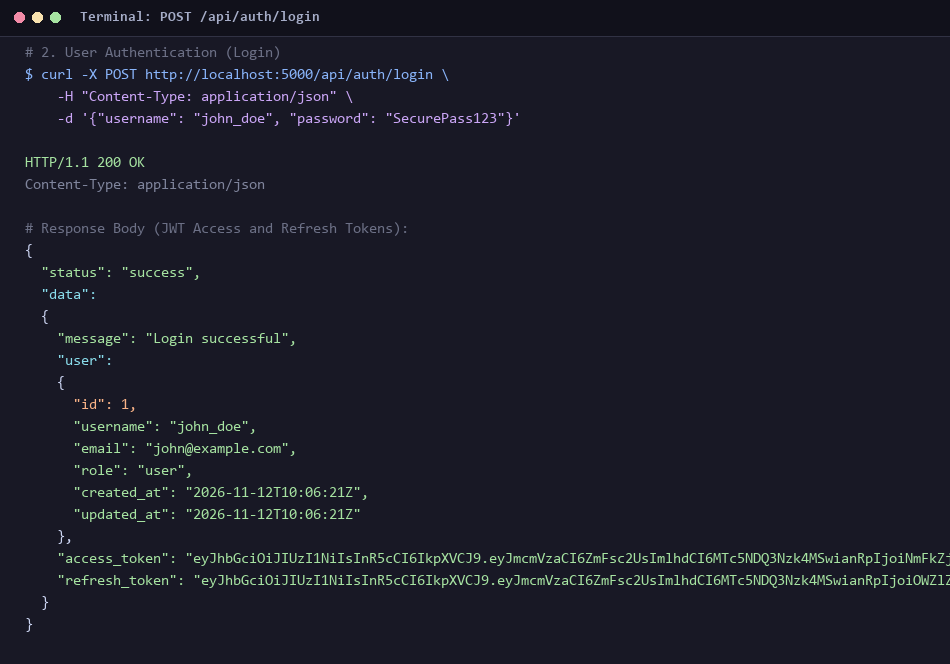 Terminal: POST /api/auth/login
# 2. User Authentication (Login)
$ curl -X POST http://localhost:5000/api/auth/login \
    -H "Content-Type: application/json" \
    -d '{"username": "john_doe", "password": "SecurePass123"}'
HTTP/1.1 200 OK
Content-Type: application/json
# Response Body (JWT Access and Refresh Tokens):
{
  "status": "success",
  "data":
  {
    "message": "Login successful",
    "user":
    {
      "id": 1,
      "username": "john_doe",
      "email": "john@example.com",
      "role": "user",
      "created_at": "2026-11-12T10:06:21Z",
      "updated_at": "2026-11-12T10:06:21Z"
    },
    "access_token": "eyJhbGciOiJIUzI1NiIsInR5cCI6IkpXVCJ9.eyJmcmVzaCI6ZmFsc2UsImlhdCI6MTc5NDQ3Nzk4MSwianRpIjoiNmFkZj
    "refresh_token": "eyJhbGciOiJIUzI1NiIsInR5cCI6IkpXVCJ9.eyJmcmVzaCI6ZmFsc2UsImlhdCI6MTc5NDQ3Nzk4MSwianRpIjoiOWZlZ
  }
}